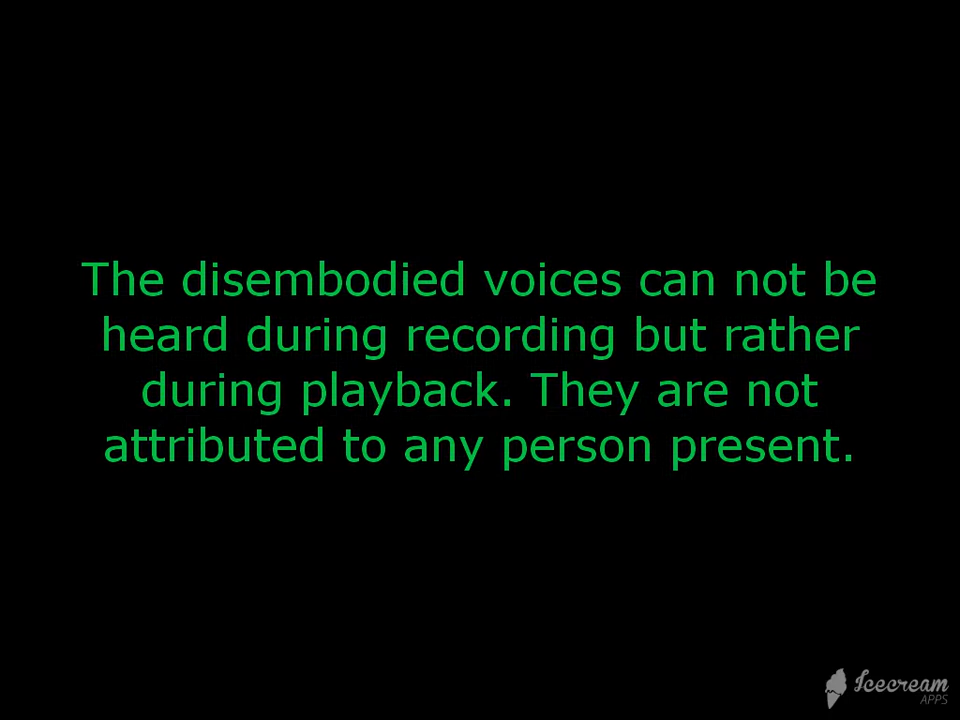 The disembodied voices can not be
heard during recording but rather
during playback. They are not
attributed to any person present.
Icecream
APPS